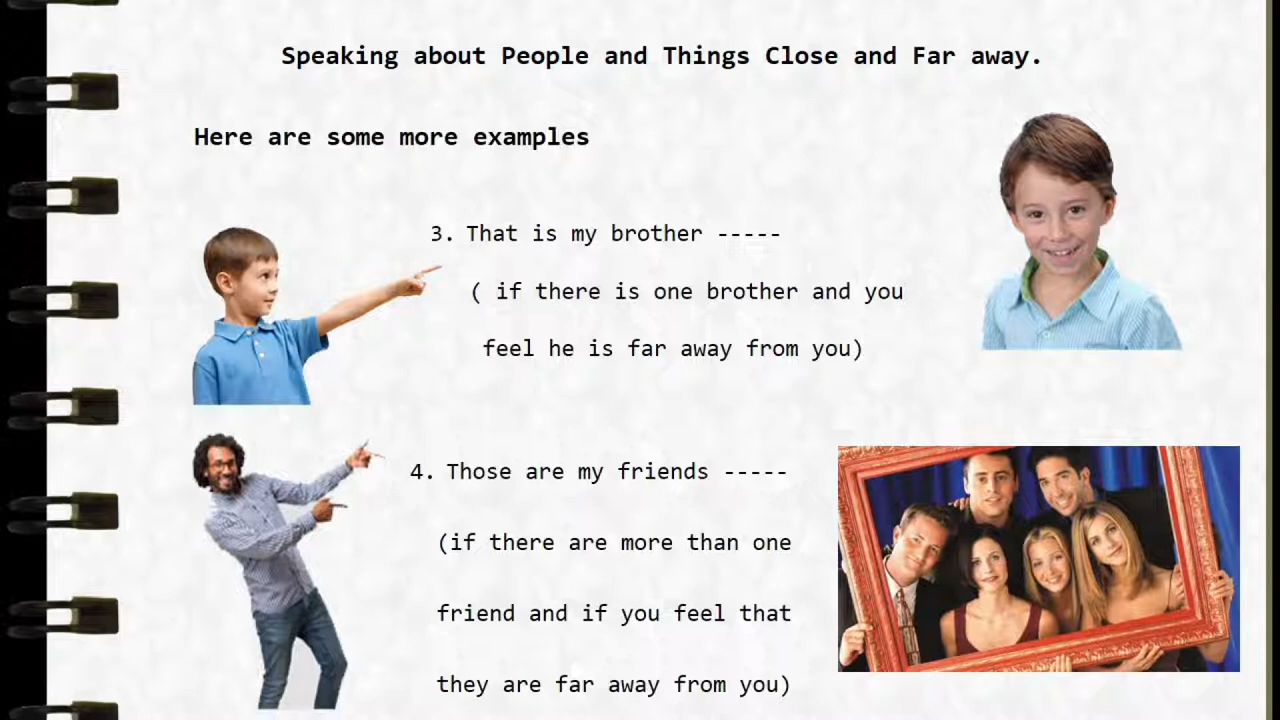 Speaking about People and Things Close and Far away.
Here are some more examples
3. That is my brother -----
( if there is one brother and you
feel he is far away from you)
4. Those are my friends -----
(if there are more than one
friend and if you feel that
they are far away from you)